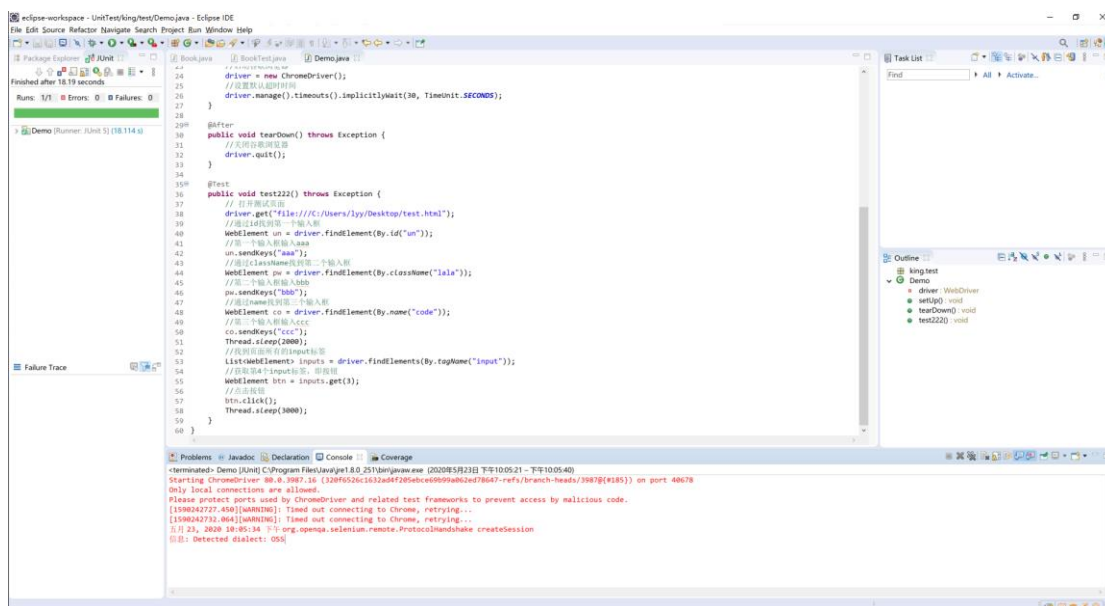 eclipse-workspace - UnitTest/king/test/Demo.java - Eclipse IDE
File Edit Source Refactor Navigate Search Project Run Window Help
Package Explorer JUnit
Book.java BookTest.java Demo.java
Task List
Finished after 18.19 seconds
Runs: 1/1 Errors: 0 Failures: 0
Find All Activate...
Demo [Runner: JUnit 5] (18.114 s)
24 driver = new ChromeDriver();
25 //设置默认超时时间
26 driver.manage().timeouts().implicitlyWait(30, TimeUnit.SECONDS);
27 }
28
29 @After
30 public void tearDown() throws Exception {
31 //关闭谷歌浏览器
32 driver.quit();
33 }
34
35 @Test
36 public void test222() throws Exception {
37 // 打开测试页面
38 driver.get("file:///C:/Users/lyy/Desktop/test.html");
39 //通过id找到第一个输入框
40 WebElement un = driver.findElement(By.id("un"));
41 //第一个输入框输入aaa
42 un.sendKeys("aaa");
43 //通过className找到第二个输入框
44 WebElement pw = driver.findElement(By.className("lala"));
45 //第二个输入框输入bbb
46 pw.sendKeys("bbb");
47 //通过name找到第三个输入框
48 WebElement co = driver.findElement(By.name("code"));
49 //第三个输入框输入ccc
50 co.sendKeys("ccc");
51 Thread.sleep(2000);
52 //找到页面所有的input标签
53 List<WebElement> inputs = driver.findElements(By.tagName("input"));
54 //获取第4个input标签，即按钮
55 WebElement btn = inputs.get(3);
56 //点击按钮
57 btn.click();
58 Thread.sleep(3000);
59 }
60 }
Outline
king.test
Demo
driver : WebDriver
setUp() : void
tearDown() : void
test222() : void
Failure Trace
Problems Javadoc Declaration Console Coverage
<terminated> Demo [JUnit] C:\Program Files\Java\jre1.8.0_251\bin\javaw.exe (2020年5月23日 下午10:05:21 – 下午10:05:40)
Starting ChromeDriver 80.0.3987.16 (320f6526c1632ad4f205ebce69b99a062ed78647-refs/branch-heads/3987@{#185}) on port 40678
Only local connections are allowed.
Please protect ports used by ChromeDriver and related test frameworks to prevent access by malicious code.
[1590242727.450][WARNING]: Timed out connecting to Chrome, retrying...
[1590242732.064][WARNING]: Timed out connecting to Chrome, retrying...
五月 23, 2020 10:05:34 下午 org.openqa.selenium.remote.ProtocolHandshake createSession
信息: Detected dialect: OSS